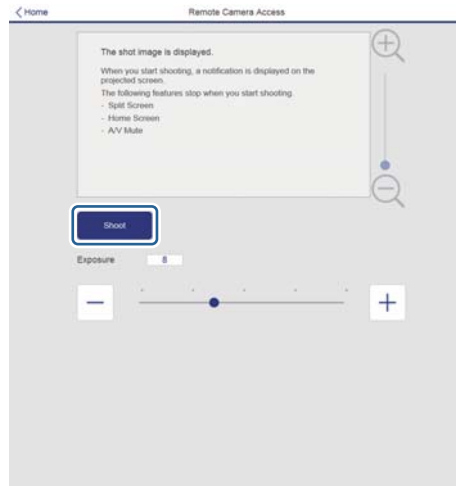 Home
Remote Camera Access
The shot image is displayed.
When you start shooting, a notification is displayed on the
projected screen.
The following features stop when you start shooting.
- Split Screen
- Home Screen
- A/V Mute
Shoot
Exposure 8